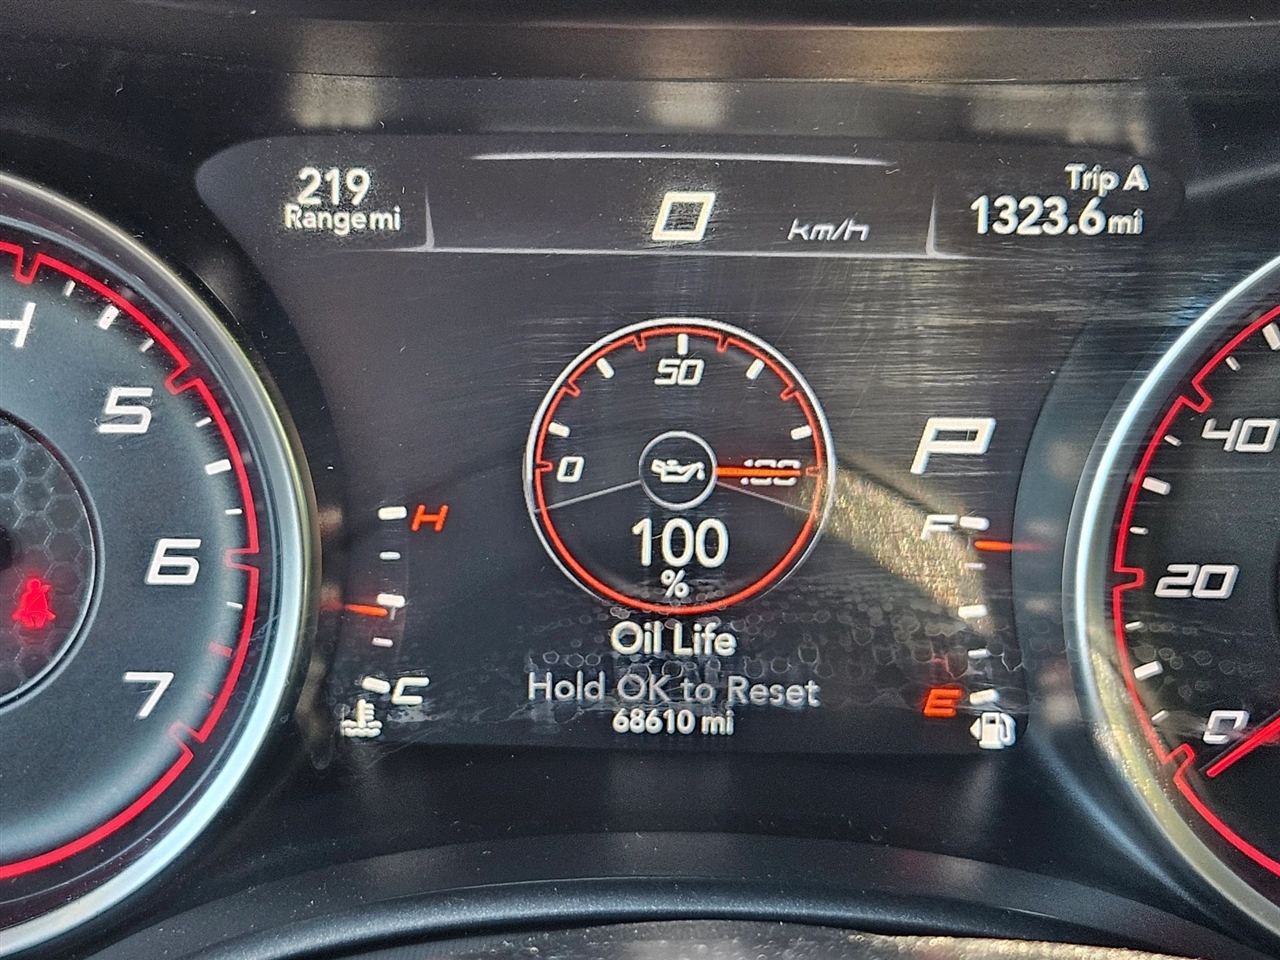 219
Range mi
0 km/h
Trip A
1323.6 mi
4
5
6
7
50
0
100
100
%
Oil Life
Hold OK to Reset
68610 mi
H
C
P
F
E
40
20
0